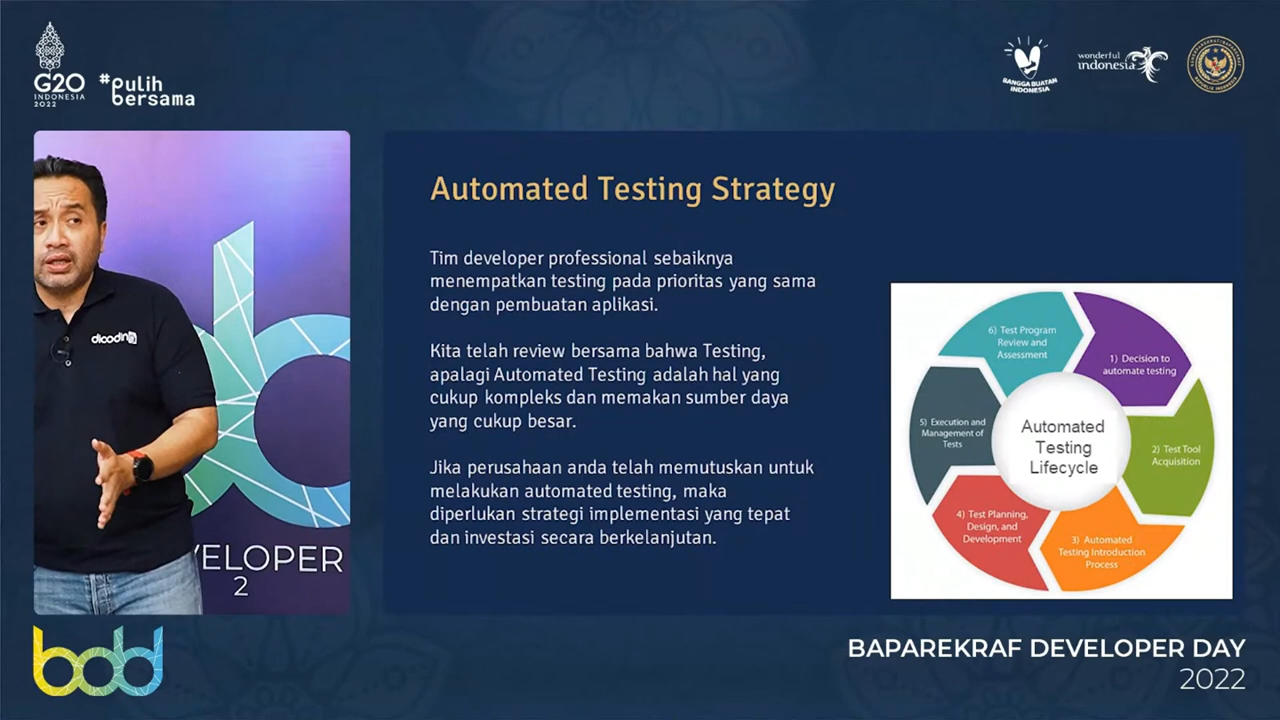 G20
INDONESIA
2022
#pulih
bersama
BANGGA BUATAN
INDONESIA
wonderful
indonesia
dicoding
VELOPER
2
Automated Testing Strategy
Tim developer professional sebaiknya
menempatkan testing pada prioritas yang sama
dengan pembuatan aplikasi.
Kita telah review bersama bahwa Testing,
apalagi Automated Testing adalah hal yang
cukup kompleks dan memakan sumber daya
yang cukup besar.
Jika perusahaan anda telah memutuskan untuk
melakukan automated testing, maka
diperlukan strategi implementasi yang tepat
dan investasi secara berkelanjutan.
Automated
Testing
Lifecycle
1) Decision to
automate testing
2) Test Tool
Acquisition
3) Automated
Testing Introduction
Process
4) Test Planning,
Design, and
Development
5) Execution and
Management of
Tests
6) Test Program
Review and
Assessment
bdd
BAPAREKRAF DEVELOPER DAY
2022